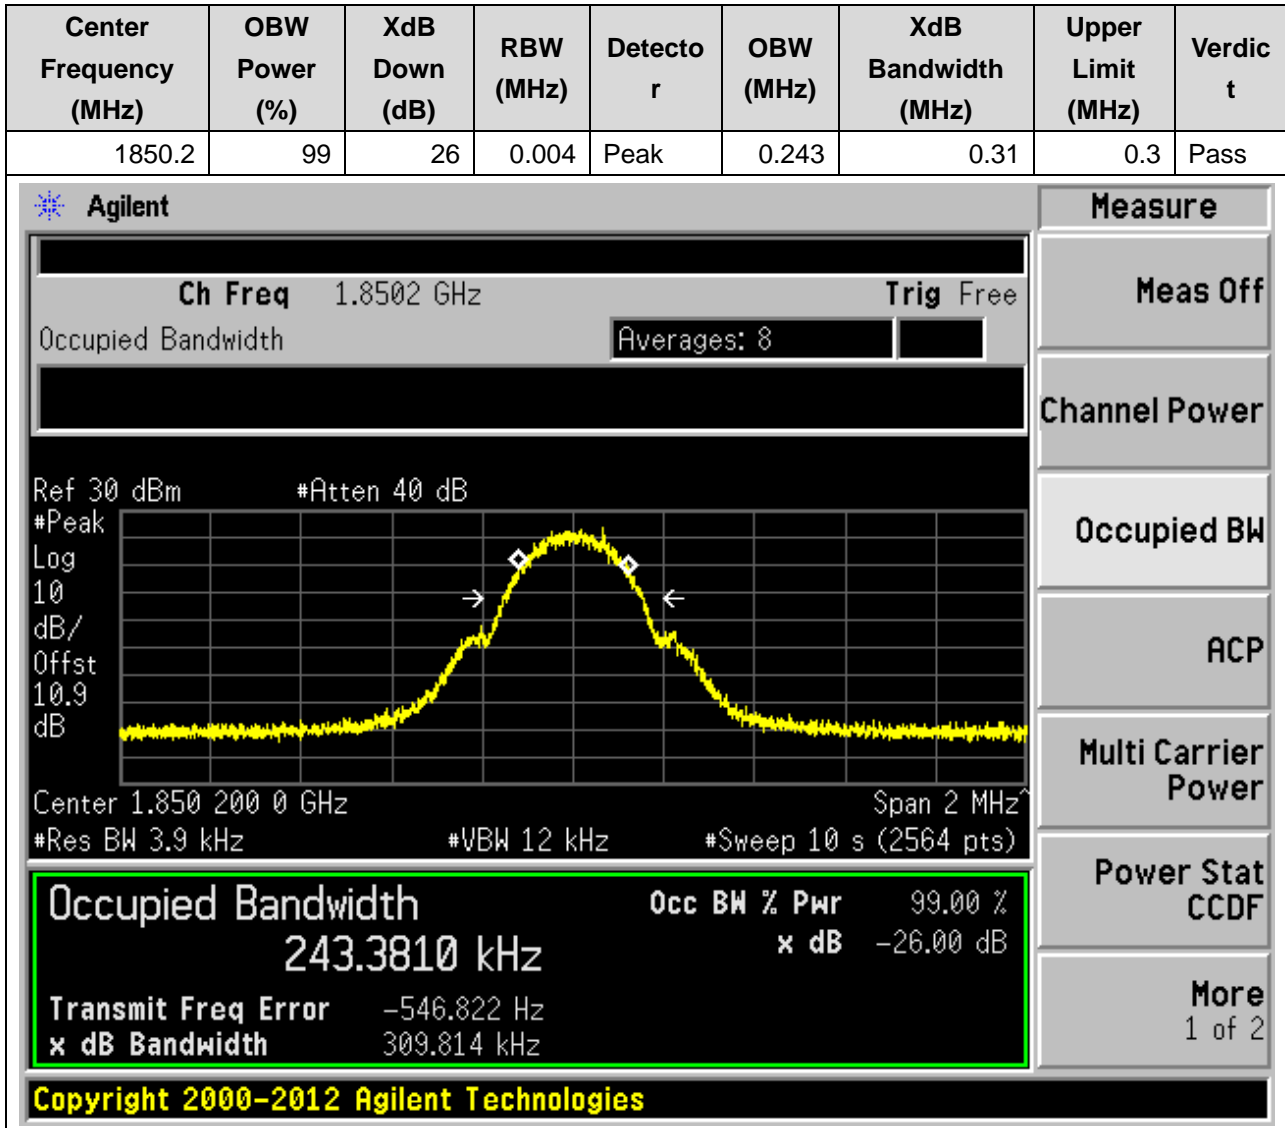 Center Frequency (MHz) OBW Power (%) XdB Down (dB) RBW (MHz) Detecto r OBW (MHz) XdB Bandwidth (MHz) Upper Limit (MHz) Verdic t
1850.2 99 26 0.004 Peak 0.243 0.31 0.3 Pass
Agilent
Measure
Ch Freq 1.8502 GHz Trig Free
Meas Off
Occupied Bandwidth Averages: 8
Channel Power
Ref 30 dBm #Atten 40 dB
#Peak
Log
10
dB/
Offst
10.9
dB
Occupied BW
ACP
Multi Carrier
Power
Center 1.850 200 0 GHz Span 2 MHz^
#Res BW 3.9 kHz #VBW 12 kHz #Sweep 10 s (2564 pts)
Power Stat
CCDF
Occupied Bandwidth Occ BW % Pwr 99.00 %
243.3810 kHz x dB -26.00 dB
Transmit Freq Error -546.822 Hz
x dB Bandwidth 309.814 kHz
More
1 of 2
Copyright 2000-2012 Agilent Technologies